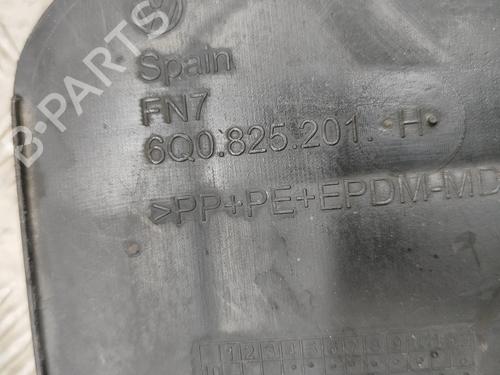 B-PARTS
Spain
FN7
6Q0.825.201. ·H·
>PP+PE+EPDM-MD